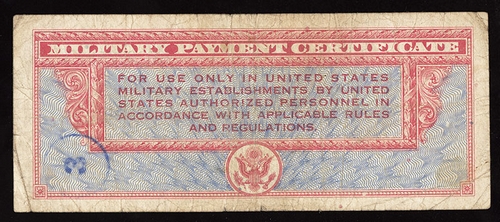 MILITARY PAYMENT CERTIFICATE
FOR USE ONLY IN UNITED STATES
MILITARY ESTABLISHMENTS BY UNITED
STATES AUTHORIZED PERSONNEL IN
ACCORDANCE WITH APPLICABLE RULES
AND REGULATIONS.
3